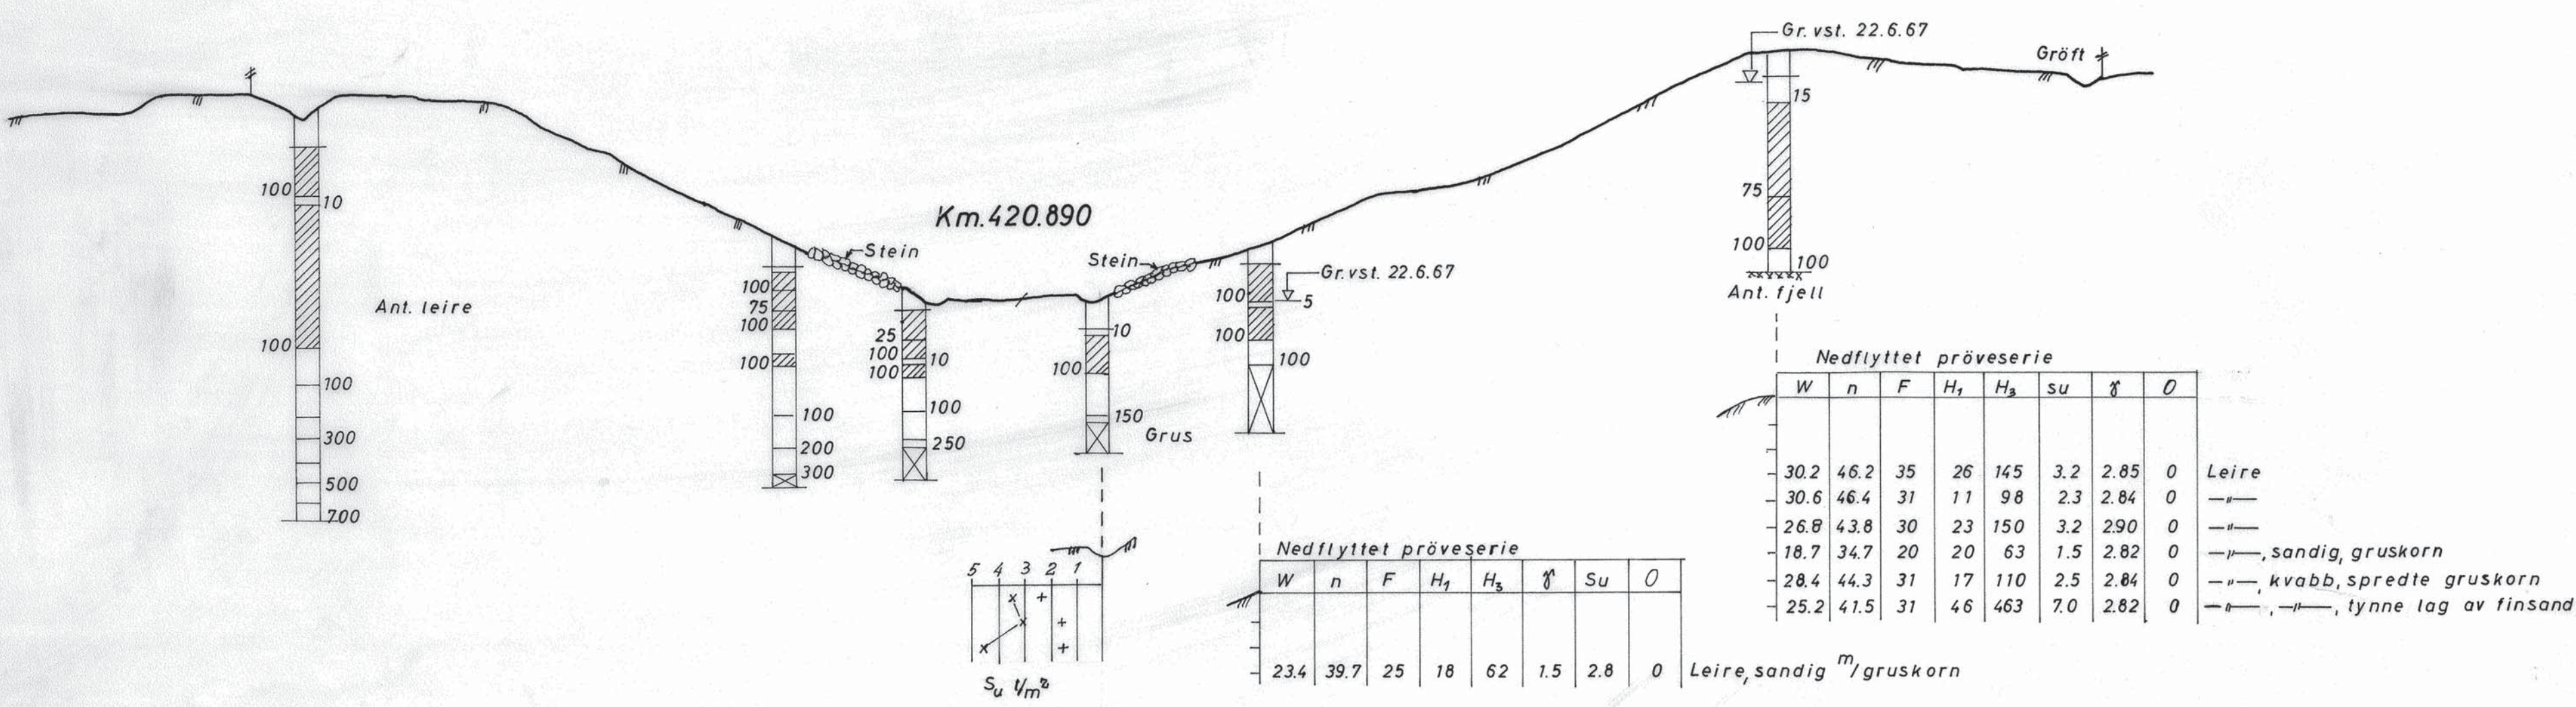 Gr. vst. 22.6.67
Gröft
15
75
100
100
Ant. fjell
100
10
100
100
300
500
700
Ant. leire
Km. 420.890
Stein
Stein
100
75
100
100
100
200
300
25
100
10
100
100
250
10
100
150
Grus
Gr. vst. 22.6.67
100
5
100
100
Nedflyttet pröveserie
W n F H1 H3 su γ O
30.2 46.2 35 26 145 3.2 2.85 0 Leire
30.6 46.4 31 11 98 2.3 2.84 0 —"—
26.8 43.8 30 23 150 3.2 2.90 0 —"—
18.7 34.7 20 20 63 1.5 2.82 0 —"—, sandig, gruskorn
28.4 44.3 31 17 110 2.5 2.84 0 —"—, kvabb, spredte gruskorn
25.2 41.5 31 46 463 7.0 2.82 0 —"—, —"—, tynne lag av finsand
5 4 3 2 1
Su t/m²
Nedflyttet pröveserie
W n F H1 H3 γ Su O
23.4 39.7 25 18 62 1.5 2.8 0 Leire, sandig m/gruskorn